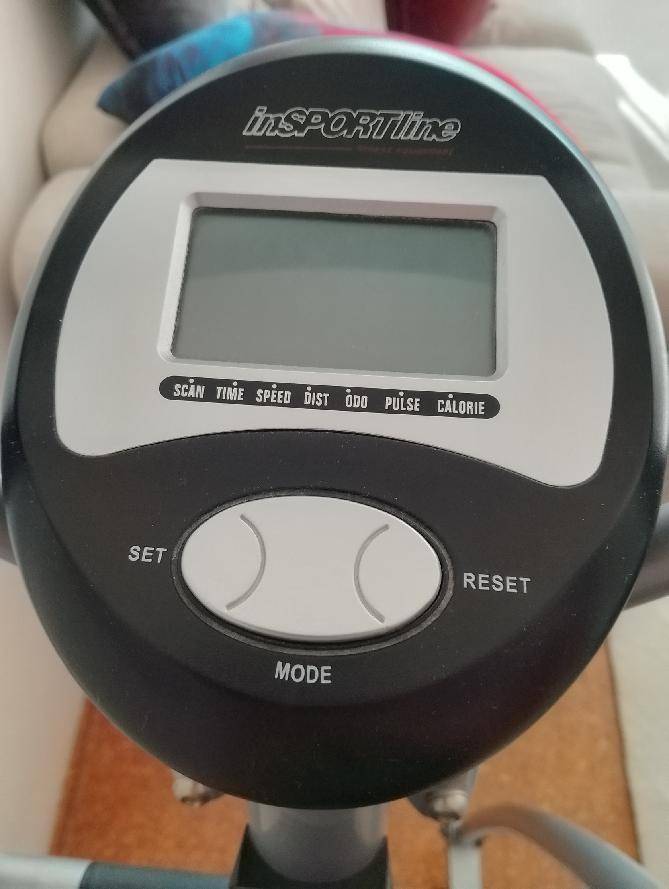 inSPORTline
SCAN TIME SPEED DIST ODO PULSE CALORIE
SET
RESET
MODE